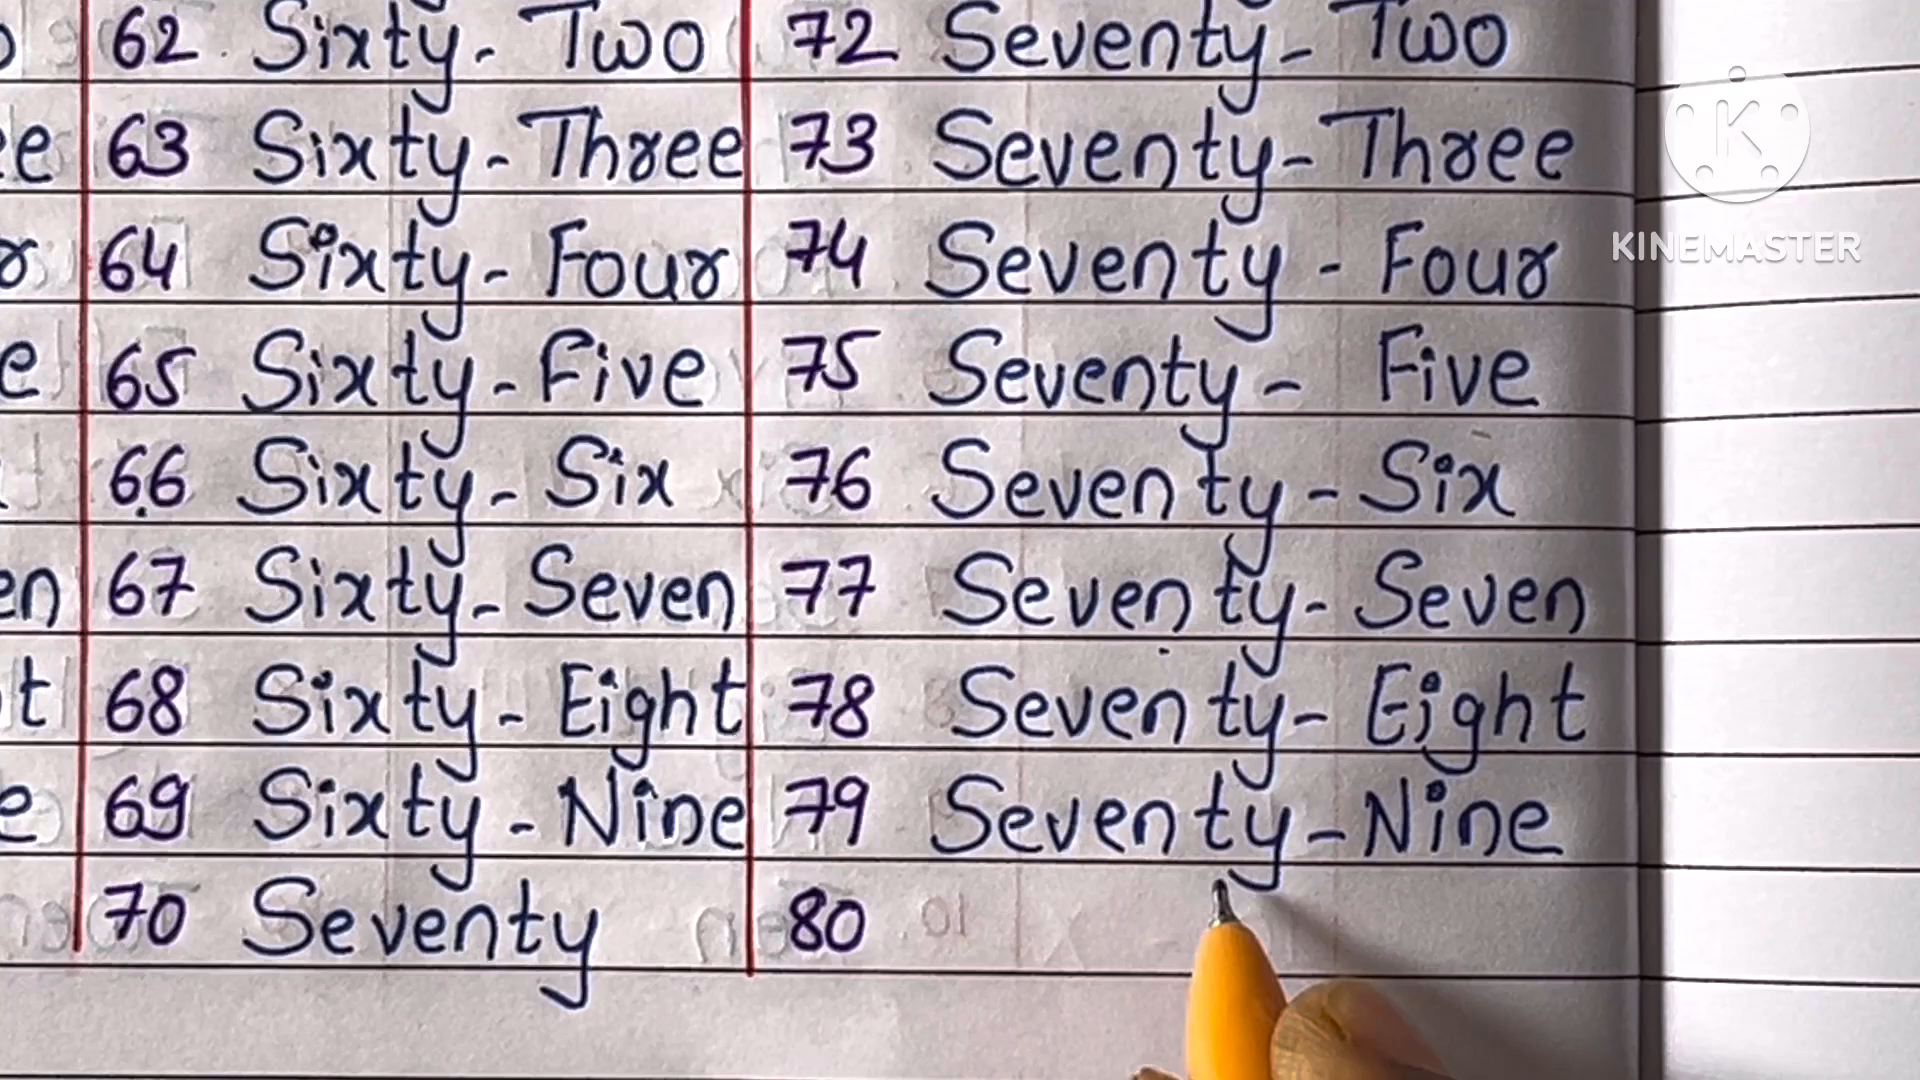 62 Sixty-Two 72 Seventy-Two
63 Sixty-Three 73 Seventy-Three
64 Sixty-Four 74 Seventy-Four
65 Sixty-Five 75 Seventy-Five
66 Sixty-Six 76 Seventy-Six
67 Sixty-Seven 77 Seventy-Seven
68 Sixty-Eight 78 Seventy-Eight
69 Sixty-Nine 79 Seventy-Nine
70 Seventy 80
KINEMASTER